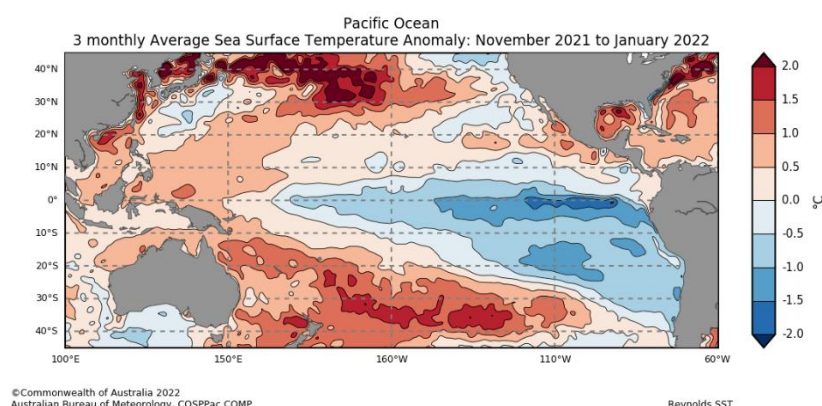 Pacific Ocean
3 monthly Average Sea Surface Temperature Anomaly: November 2021 to January 2022
40°N
30°N
20°N
10°N
0°
10°S
20°S
30°S
40°S
100°E 150°E 160°W 110°W 60°W
2.0
1.5
1.0
0.5
0.0
-0.5
-1.0
-1.5
-2.0
°C
©Commonwealth of Australia 2022
Australian Bureau of Meteorology, COSPPac COMP
Reynolds SST